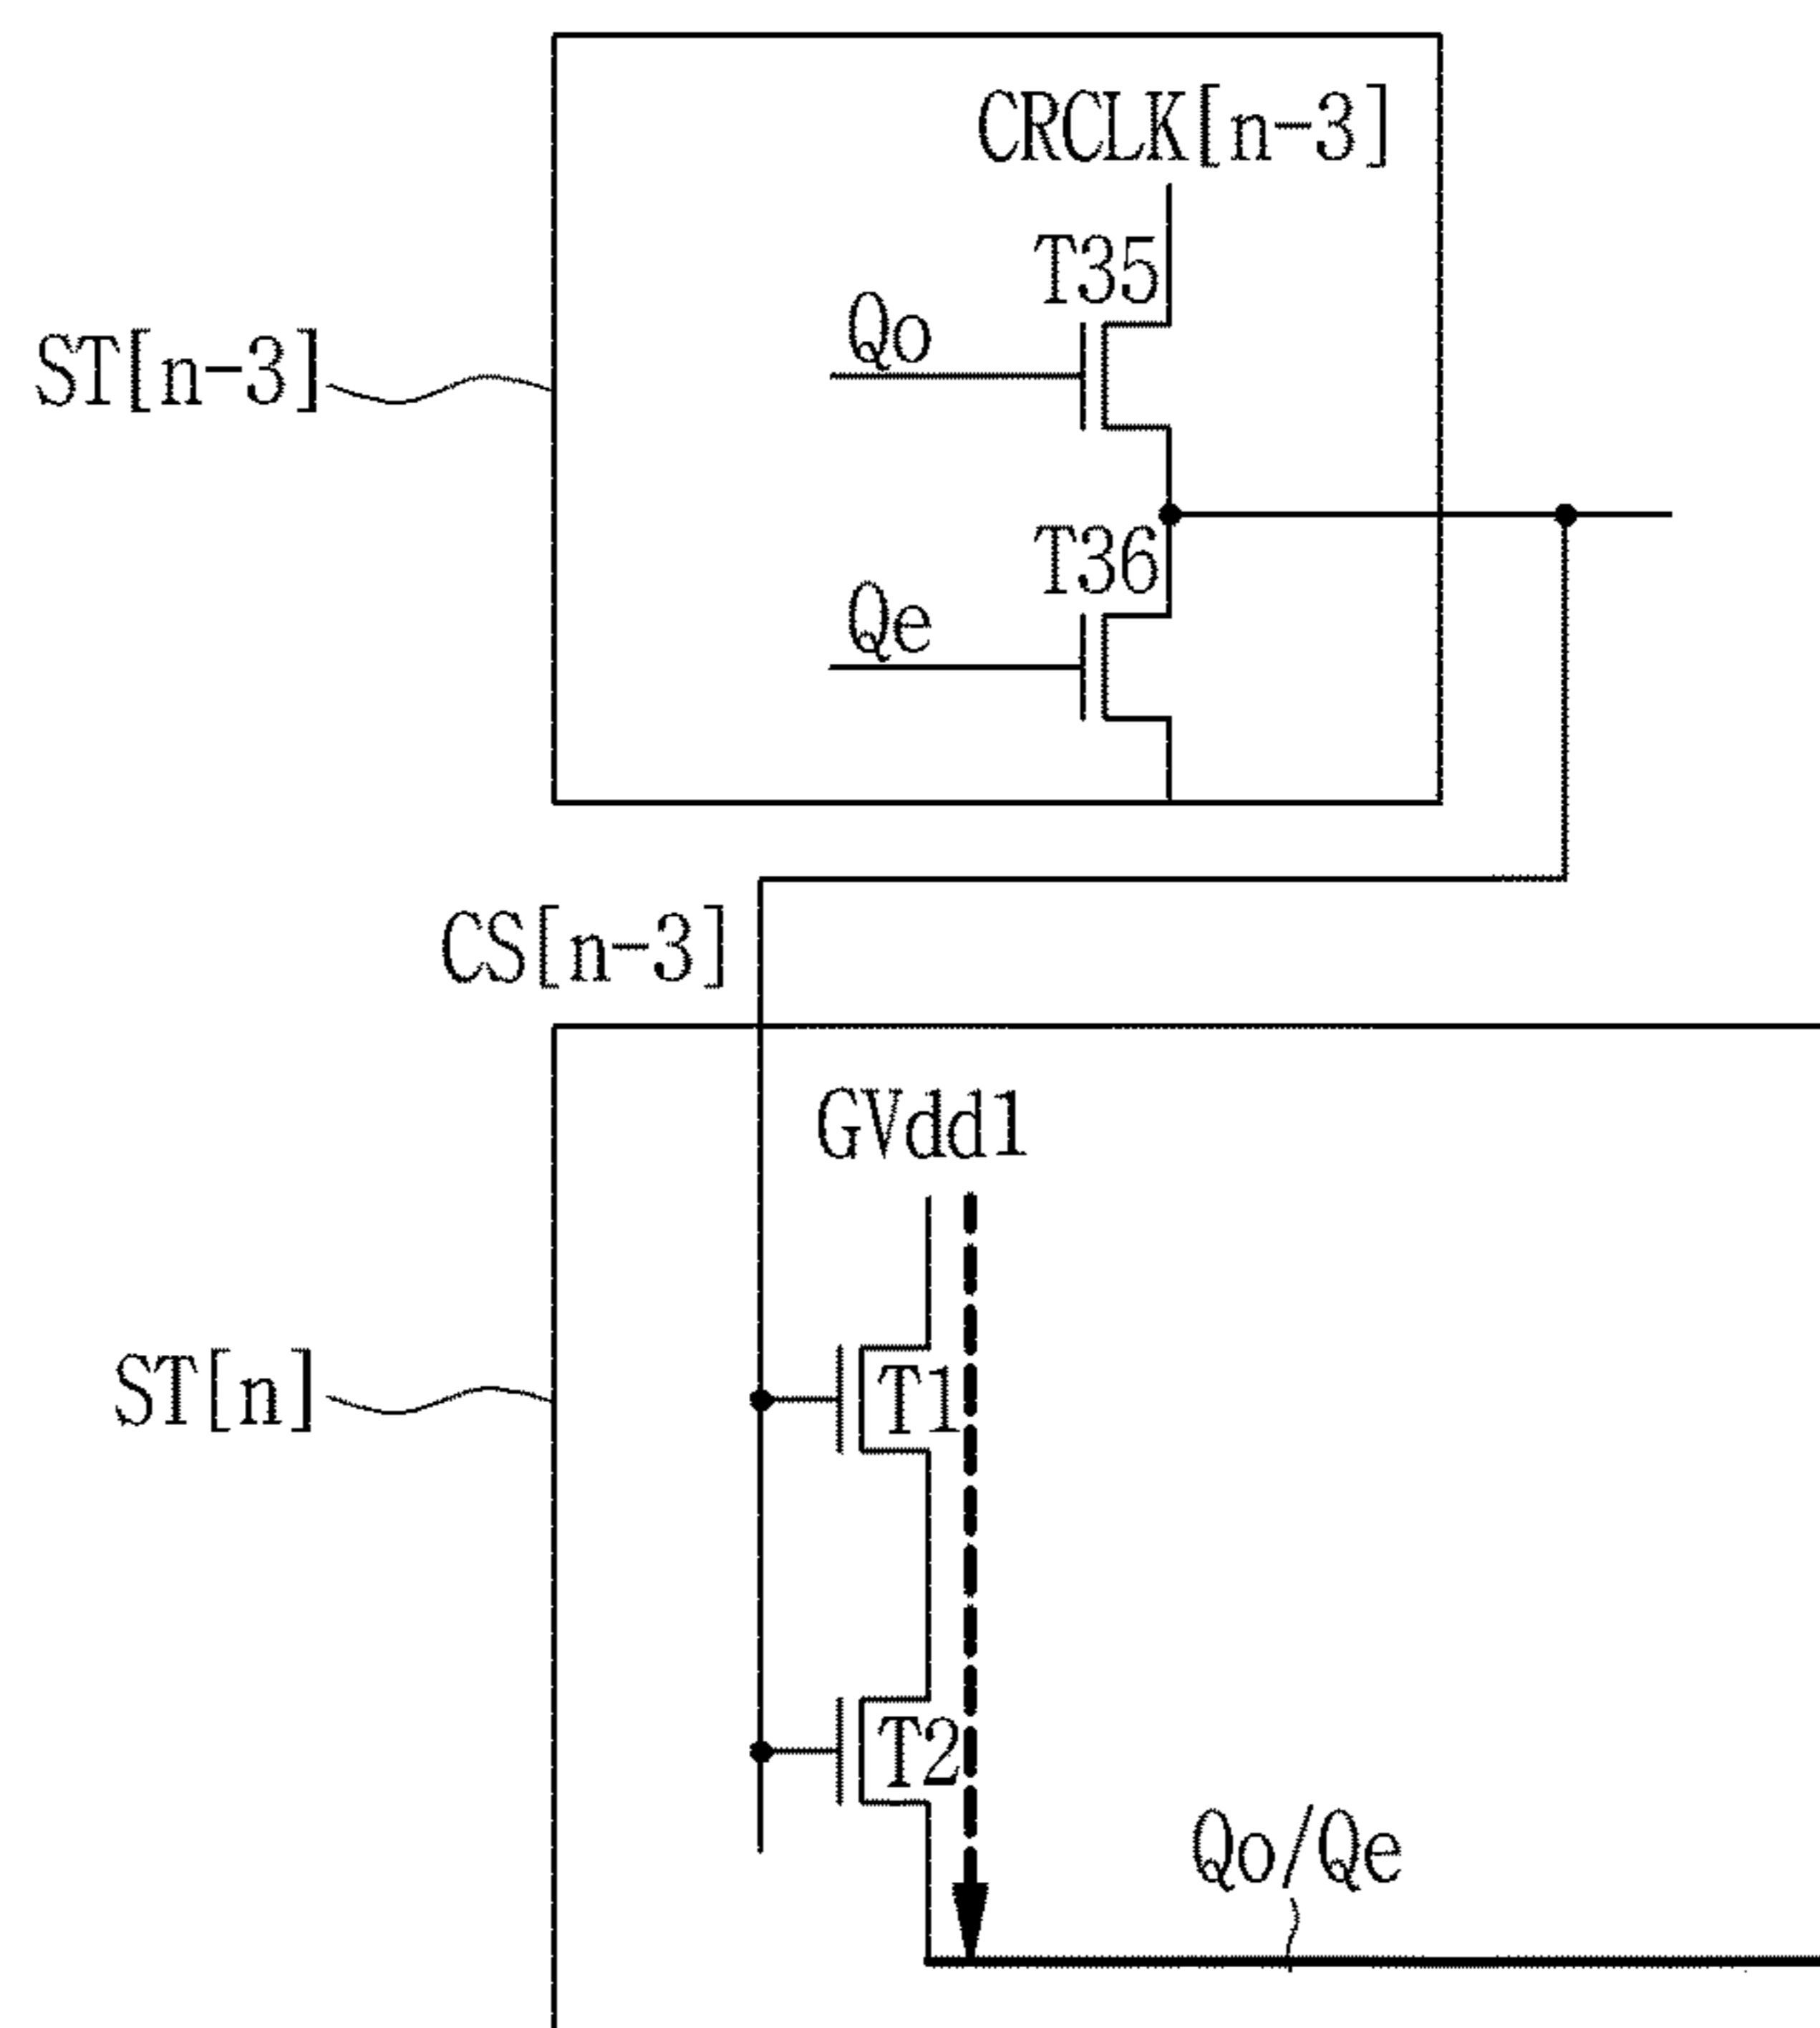 CRCLK[n-3]
T35
Qo
ST[n-3]
T36
Qe
CS[n-3]
GVdd1
ST[n]
T1
T2
Qo/Qe